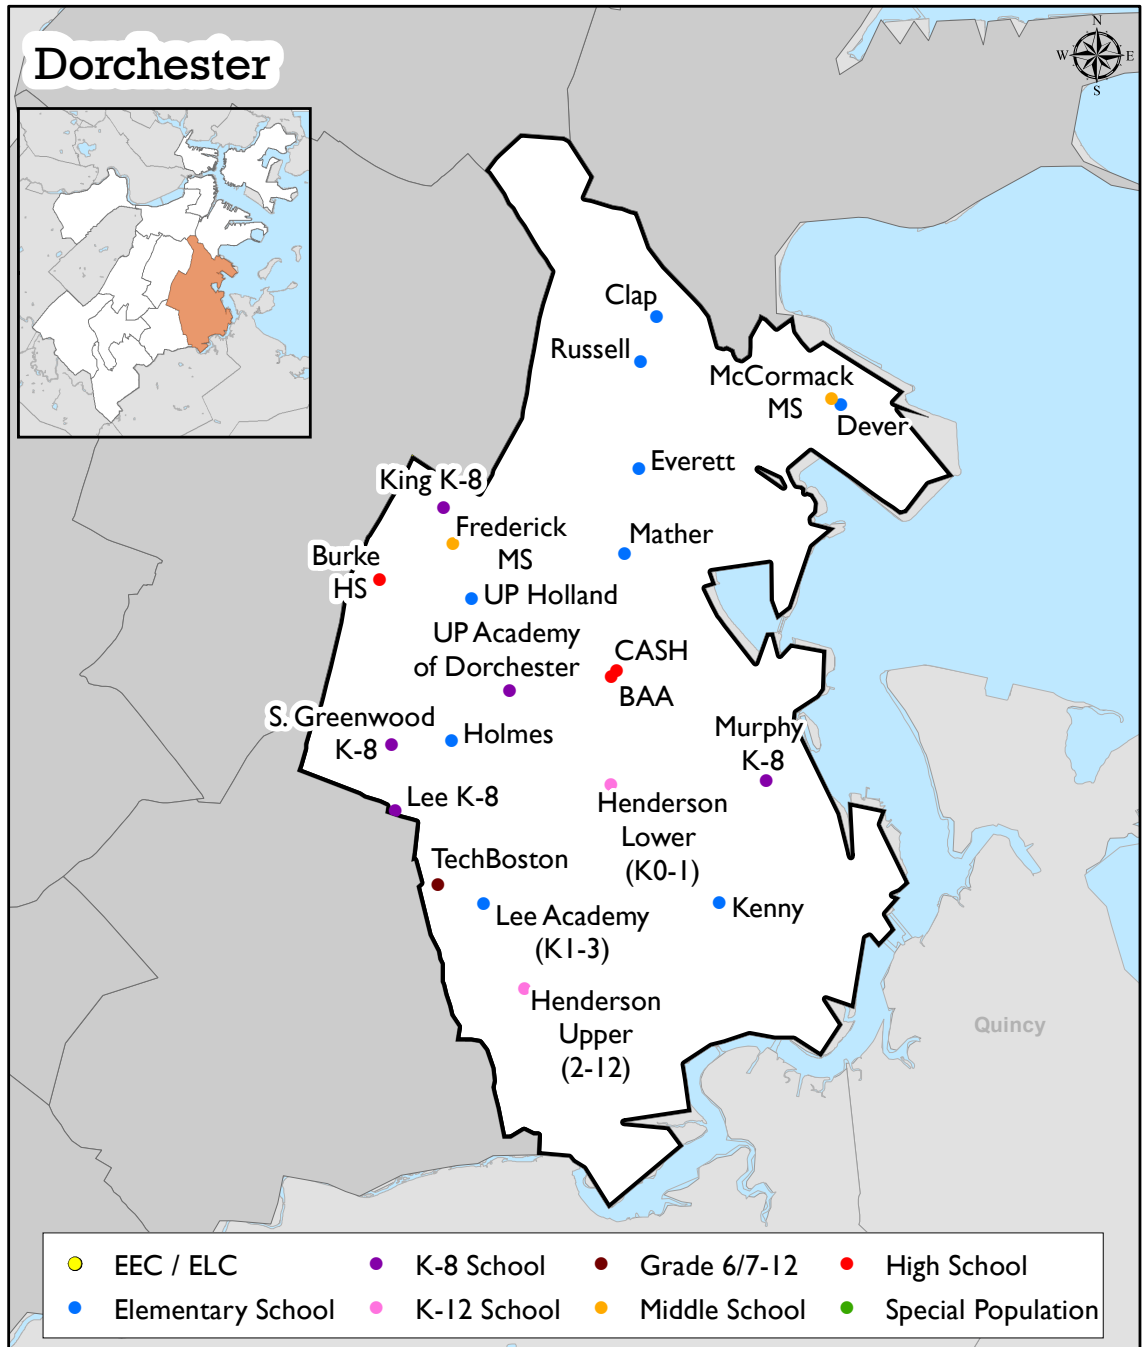 Dorchester
N
W
E
S
Clap
Russell
McCormack
MS
Dever
Everett
King K-8
Frederick
MS
Mather
Burke
HS
UP Holland
UP Academy
of Dorchester
CASH
BAA
S. Greenwood
K-8
Holmes
Murphy
K-8
Lee K-8
Henderson
Lower
(K0-1)
TechBoston
Lee Academy
(K1-3)
Kenny
Henderson
Upper
(2-12)
Quincy
EEC / ELC
K-8 School
Grade 6/7-12
High School
Elementary School
K-12 School
Middle School
Special Population